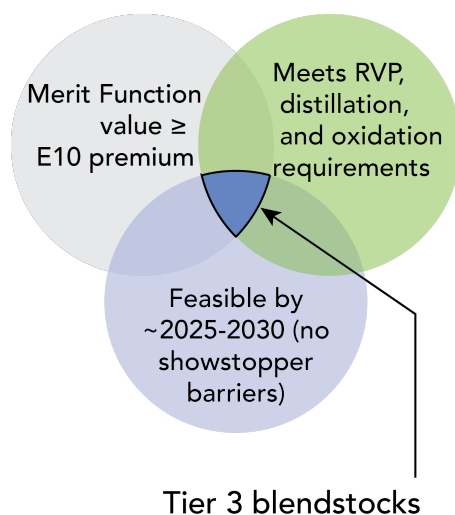 Merit Function
value ≥
E10 premium
Meets RVP,
distillation,
and oxidation
requirements
Feasible by
~2025-2030 (no
showstopper
barriers)
Tier 3 blendstocks